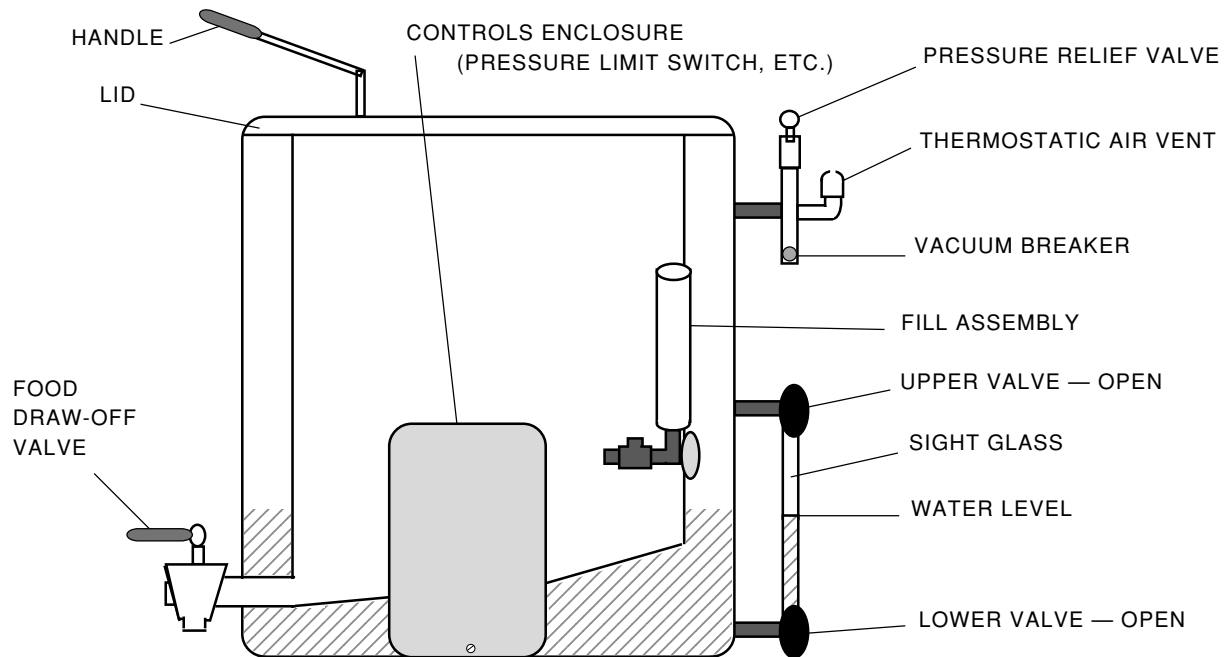 HANDLE
LID
CONTROLS ENCLOSURE
(PRESSURE LIMIT SWITCH, ETC.)
PRESSURE RELIEF VALVE
THERMOSTATIC AIR VENT
VACUUM BREAKER
FILL ASSEMBLY
FOOD
DRAW-OFF
VALVE
UPPER VALVE — OPEN
SIGHT GLASS
WATER LEVEL
LOWER VALVE — OPEN